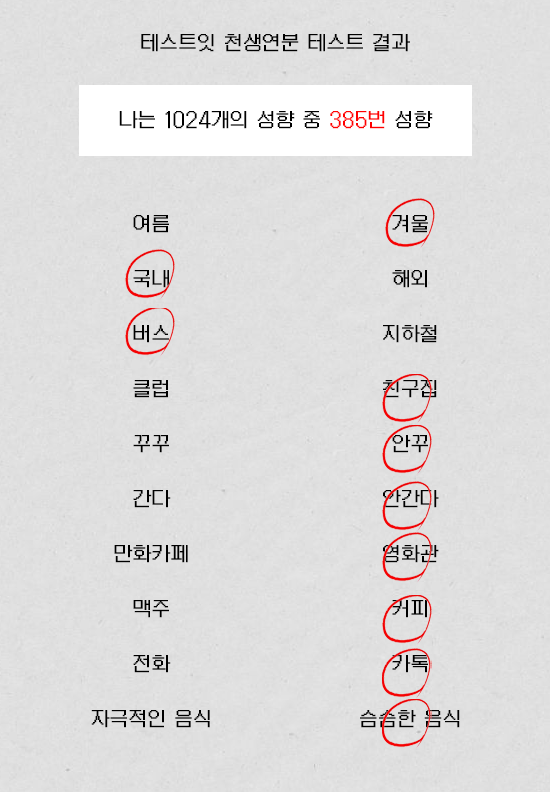 테스트잇 천생연분 테스트 결과
나는 1024개의 성향 중 385번 성향
여름 겨울
국내 해외
버스 지하철
클럽 친구집
꾸꾸 안꾸
간다 안간다
만화카페 영화관
맥주 커피
전화 카톡
자극적인 음식 슴슴한 음식